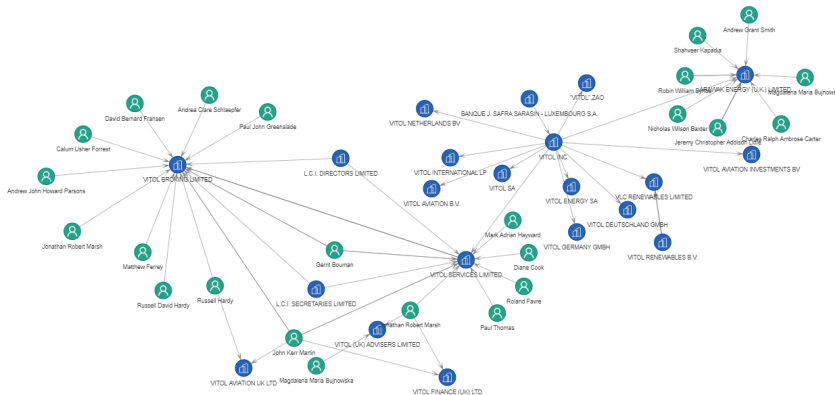 Andrew Grant Smith
Shahveer Kapadia
Robin William
ARAWAK ENERGY (U.K.) LIMITED
Magdalena Maria Bujnows
Andrea Clare Schlaepfer
David Bernard Fransen
"VITOL" ZAO
BANQUE J. SAFRA SARASIN - LUXEMBOURG S.A.
VITOL NETHERLANDS BV
Nicholas Wilson Baxter
Charles Ralph Ambrose Carter
Paul John Greenslade
Calum Usher Forrest
Jeremy Christopher Addison
VITOL INC.
VITOL INTERNATIONAL LP
VITOL AVIATION INVESTMENTS BV
L.C.I. DIRECTORS LIMITED
VITOL BROKING LIMITED
VITOL SA
Andrew John Howard Parsons
VITOL AVIATION B.V.
VITOL ENERGY SA
VLC RENEWABLES LIMITED
VITOL DEUTSCHLAND GMBH
Mark Adrian Hayward
VITOL GERMANY GMBH
Jonathan Robert Marsh
VITOL RENEWABLES B.V.
Matthew Ferrey
Gerrit Bouman
Diane Cook
VITOL SERVICES LIMITED
Russell David Hardy
Russell Hardy
L.C.I. SECRETARIES LIMITED
Roland Favre
Jonathan Robert Marsh
Paul Thomas
VITOL (UK) ADVISERS LIMITED
John Kerr Martin
Magdalena Maria Bujnowska
VITOL AVIATION UK LTD
VITOL FINANCE (UK) LTD